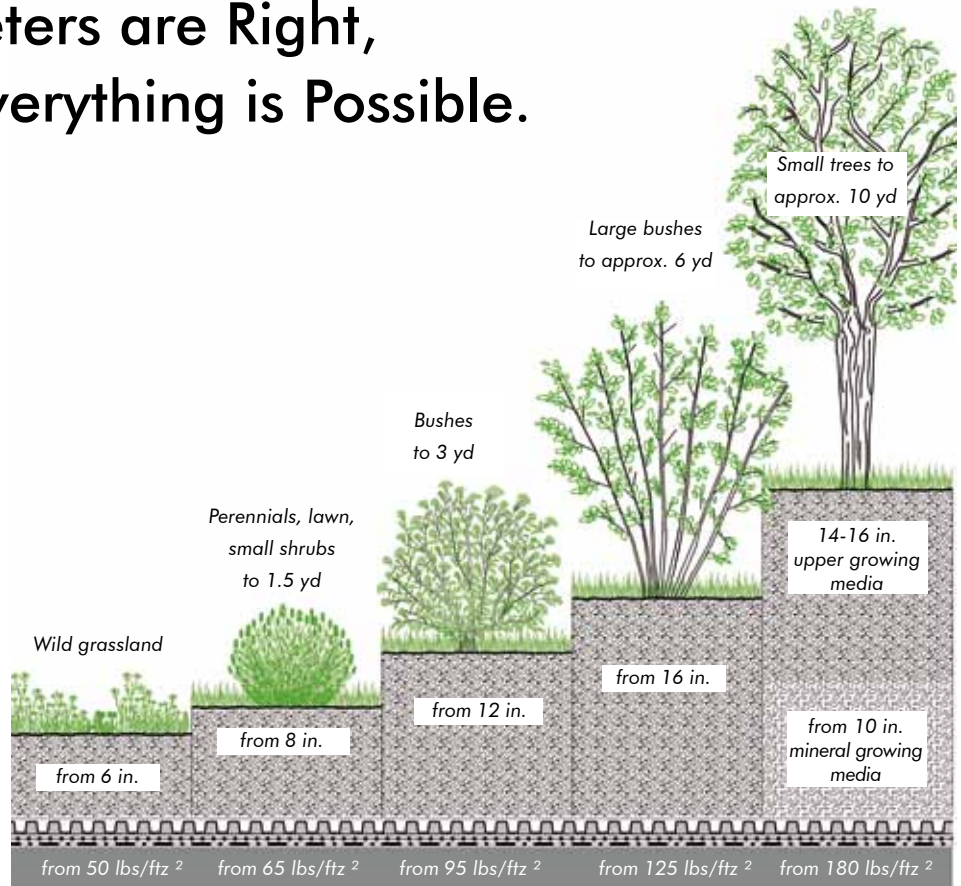 eters are Right,
verything is Possible.
Small trees to
approx. 10 yd
Large bushes
to approx. 6 yd
Bushes
to 3 yd
Perennials, lawn,
small shrubs
to 1.5 yd
Wild grassland
14-16 in.
upper growing
media
from 16 in.
from 12 in.
from 10 in.
mineral growing
media
from 8 in.
from 6 in.
from 50 lbs/ftz ²
from 65 lbs/ftz ²
from 95 lbs/ftz ²
from 125 lbs/ftz ²
from 180 lbs/ftz ²